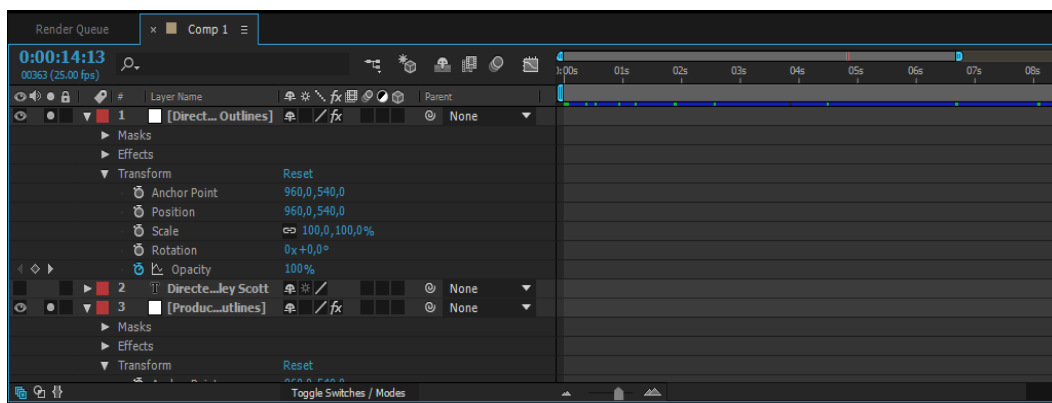 Render Queue × Comp 1
0:00:14:13
00363 (25.00 fps)
):00s 01s 02s 03s 04s 05s 06s 07s 08s
# Layer Name fx Parent
1 [Direct... Outlines] fx None
Masks
Effects
Transform Reset
Anchor Point 960,0,540,0
Position 960,0,540,0
Scale 100,0,100,0%
Rotation 0x+0,0°
Opacity 100%
2 T Directe...ley Scott None
3 [Produc...utlines] fx None
Masks
Effects
Transform Reset
Toggle Switches / Modes